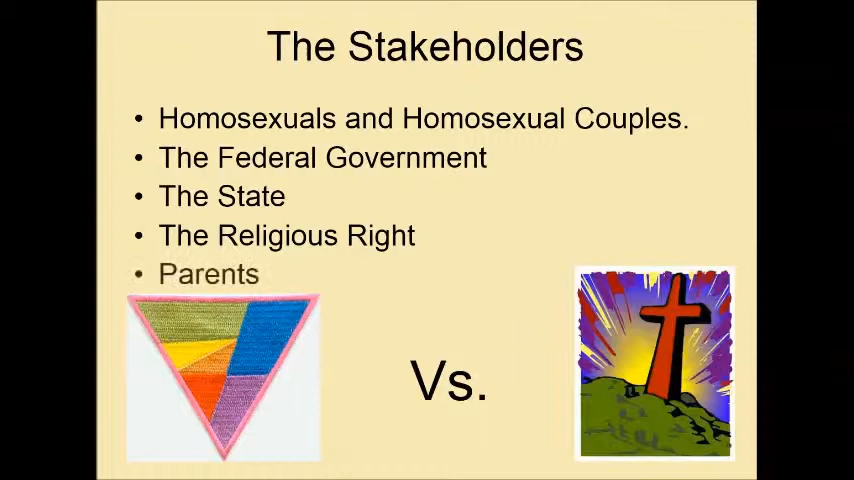 The Stakeholders
• Homosexuals and Homosexual Couples.
• The Federal Government
• The State
• The Religious Right
• Parents
Vs.